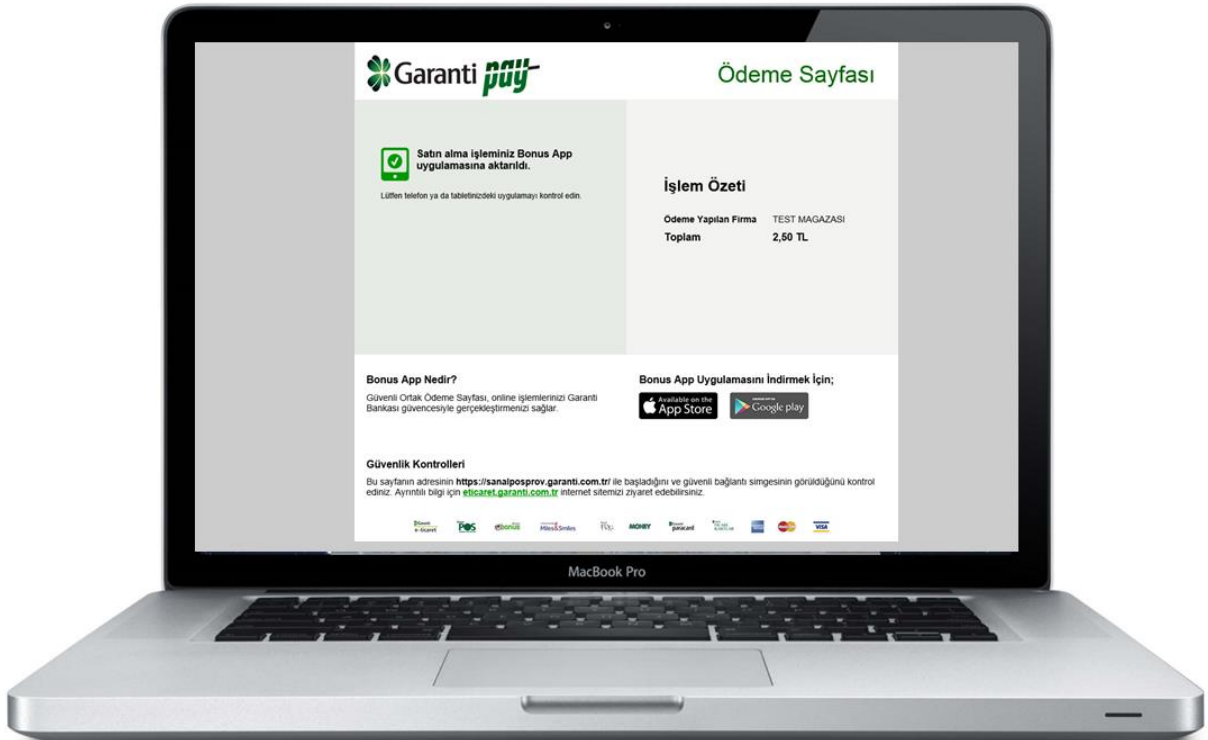 Garanti pay
Ödeme Sayfası
Satın alma işleminiz Bonus App
uygulamasına aktarıldı.
Lütfen telefon ya da tabletinizdeki uygulamayı kontrol edin.
İşlem Özeti
Ödeme Yapılan Firma TEST MAGAZASI
Toplam 2,50 TL
Bonus App Nedir?
Güvenli Ortak Ödeme Sayfası, online işlemlerinizi Garanti
Bankası güvencesiyle gerçekleştirmenizi sağlar.
Bonus App Uygulamasını İndirmek İçin;
Available on the
App Store
Google play
Güvenlik Kontrolleri
Bu sayfanın adresinin https://sanalposprov.garanti.com.tr/ ile başladığını ve güvenli bağlantı simgesinin görüldüğünü kontrol
ediniz. Ayrıntılı bilgi için eticaret.garanti.com.tr internet sitemizi ziyaret edebilirsiniz.
e-ticaret POS bonus Miles&Smiles MONEY paracard VISA
MacBook Pro